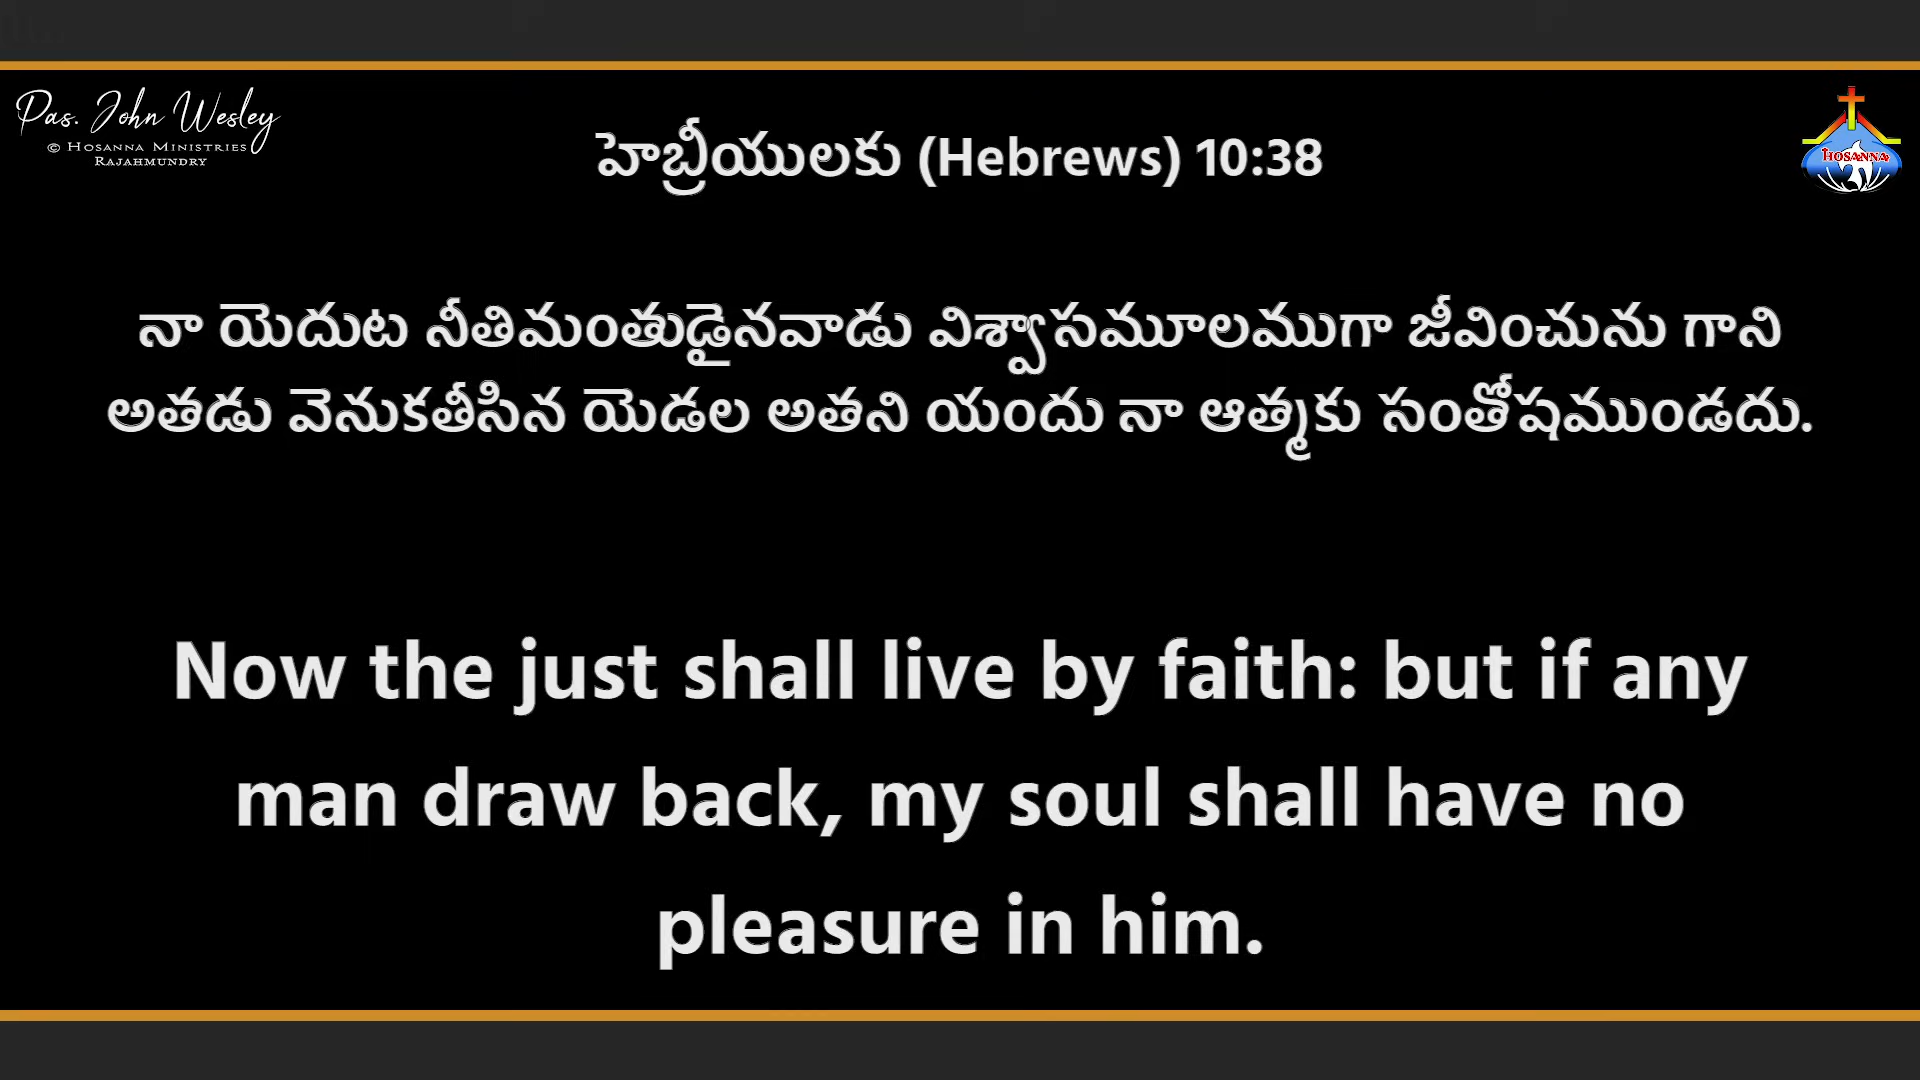 Pas. John Wesley
© Hosanna Ministries
Rajahmundry
హెబ్రీయులకు (Hebrews) 10:38
HOSANNA
నా యెదుట నీతిమంతుడైనవాడు విశ్వాసమూలముగా జీవించును గాని
అతడు వెనుకతీసిన యెడల అతని యందు నా ఆత్మకు సంతోషముండదు.
Now the just shall live by faith: but if any
man draw back, my soul shall have no
pleasure in him.